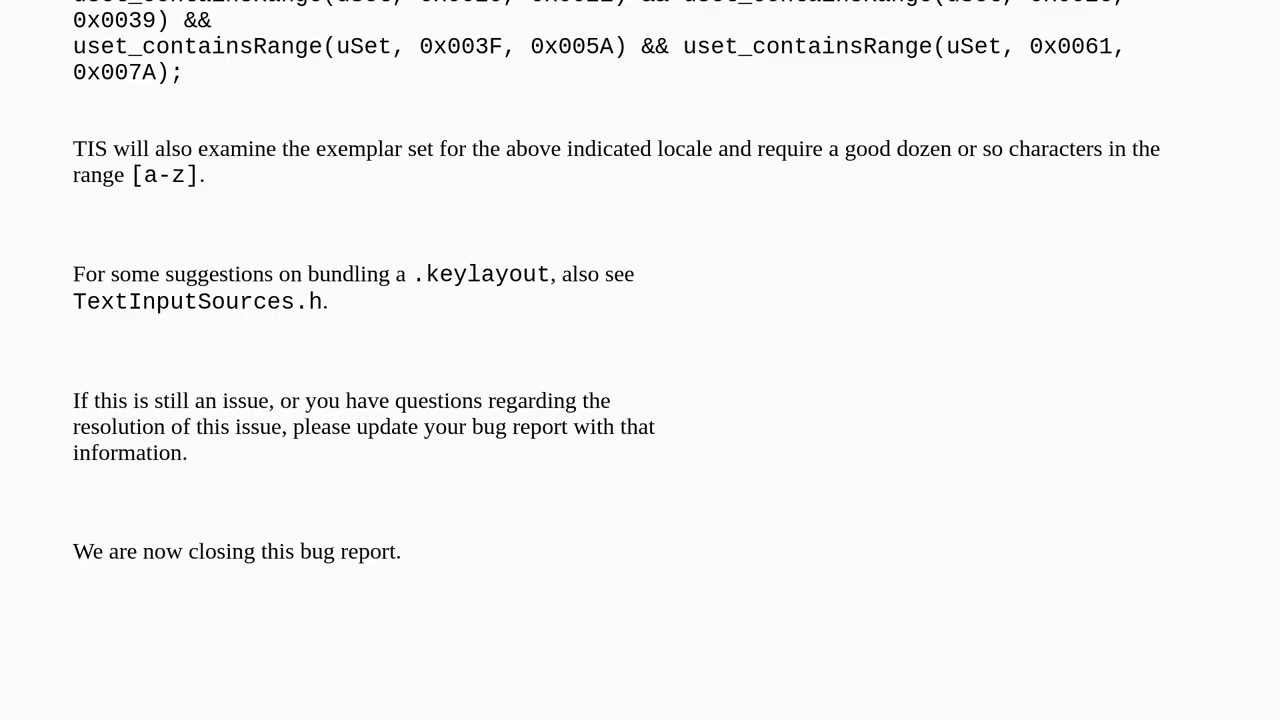 0x0039) &&
uset_containsRange(uSet, 0x003F, 0x005A) && uset_containsRange(uSet, 0x0061,
0x007A);
TIS will also examine the exemplar set for the above indicated locale and require a good dozen or so characters in the
range [a-z].
For some suggestions on bundling a .keylayout, also see
TextInputSources.h.
If this is still an issue, or you have questions regarding the
resolution of this issue, please update your bug report with that
information.
We are now closing this bug report.